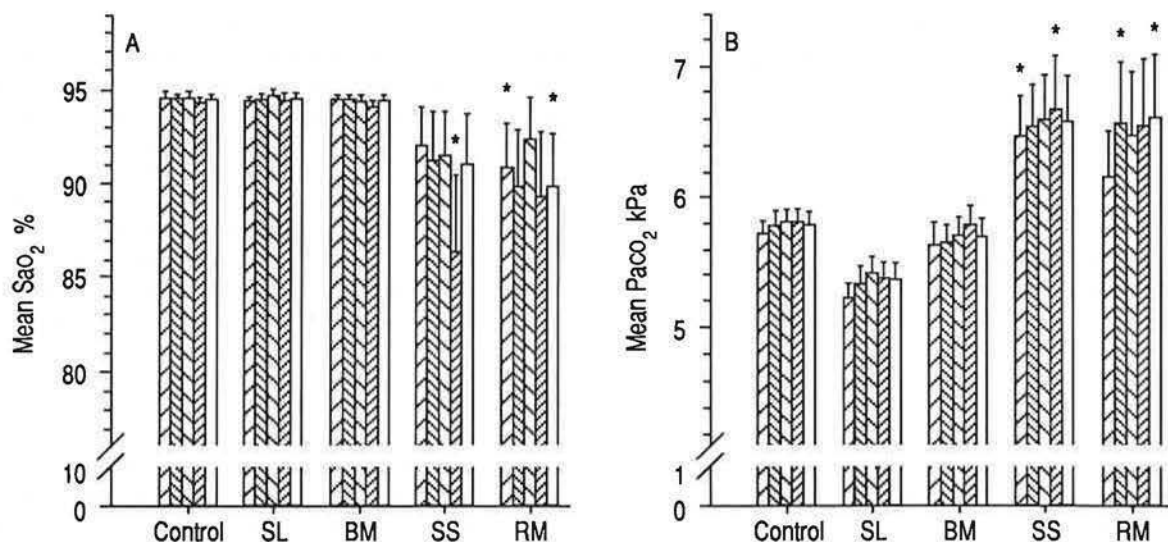 A
Mean Sao₂ %
95
90
85
80
10
0
Control SL BM SS RM
* * *
B
Mean Paco₂ kPa
7
6
5
1
0
Control SL BM SS RM
* * * *